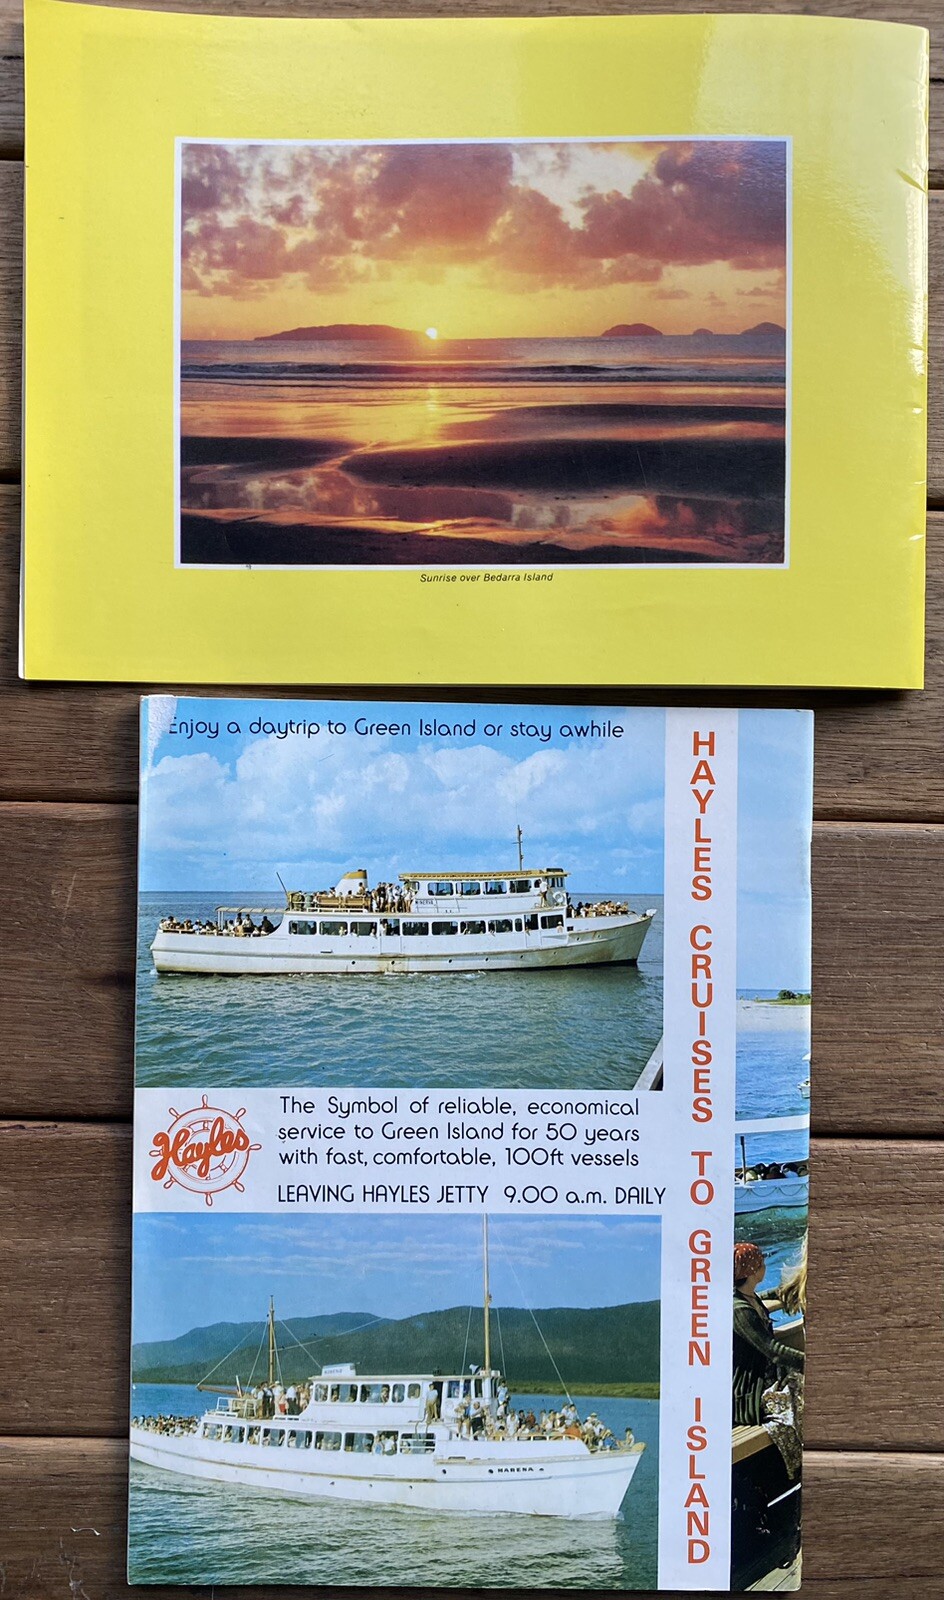 Sunrise over Bedarra Island
Enjoy a daytrip to Green Island or stay awhile
MINERVA
Hayles
The Symbol of reliable, economical
service to Green Island for 50 years
with fast, comfortable, 100ft vessels
LEAVING HAYLES JETTY 9.00 a.m. DAILY
MARENA
HAYLES CRUISES TO GREEN ISLAND